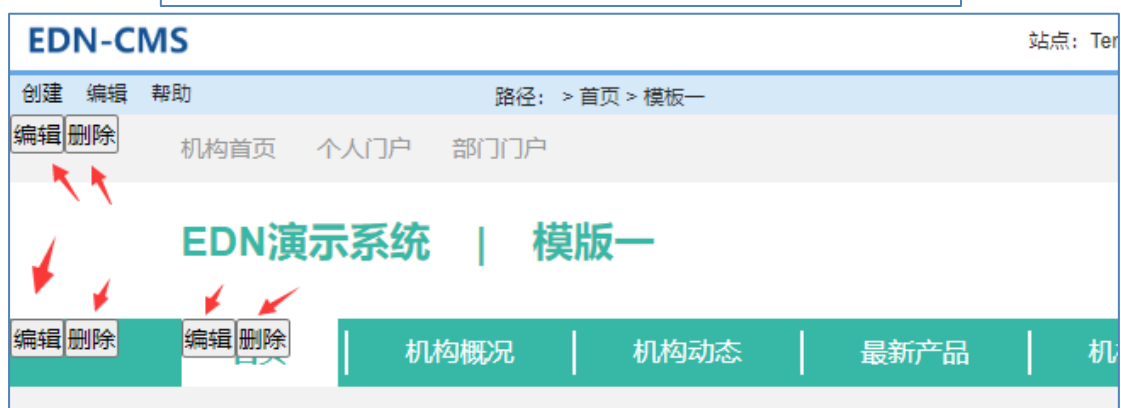 EDN-CMS 站点: Ter
创建 编辑 帮助 路径: > 首页 > 模板一
编辑 删除 机构首页 个人门户 部门门户
EDN演示系统 | 模版一
编辑 删除 编辑 删除 机构概况 机构动态 最新产品 机